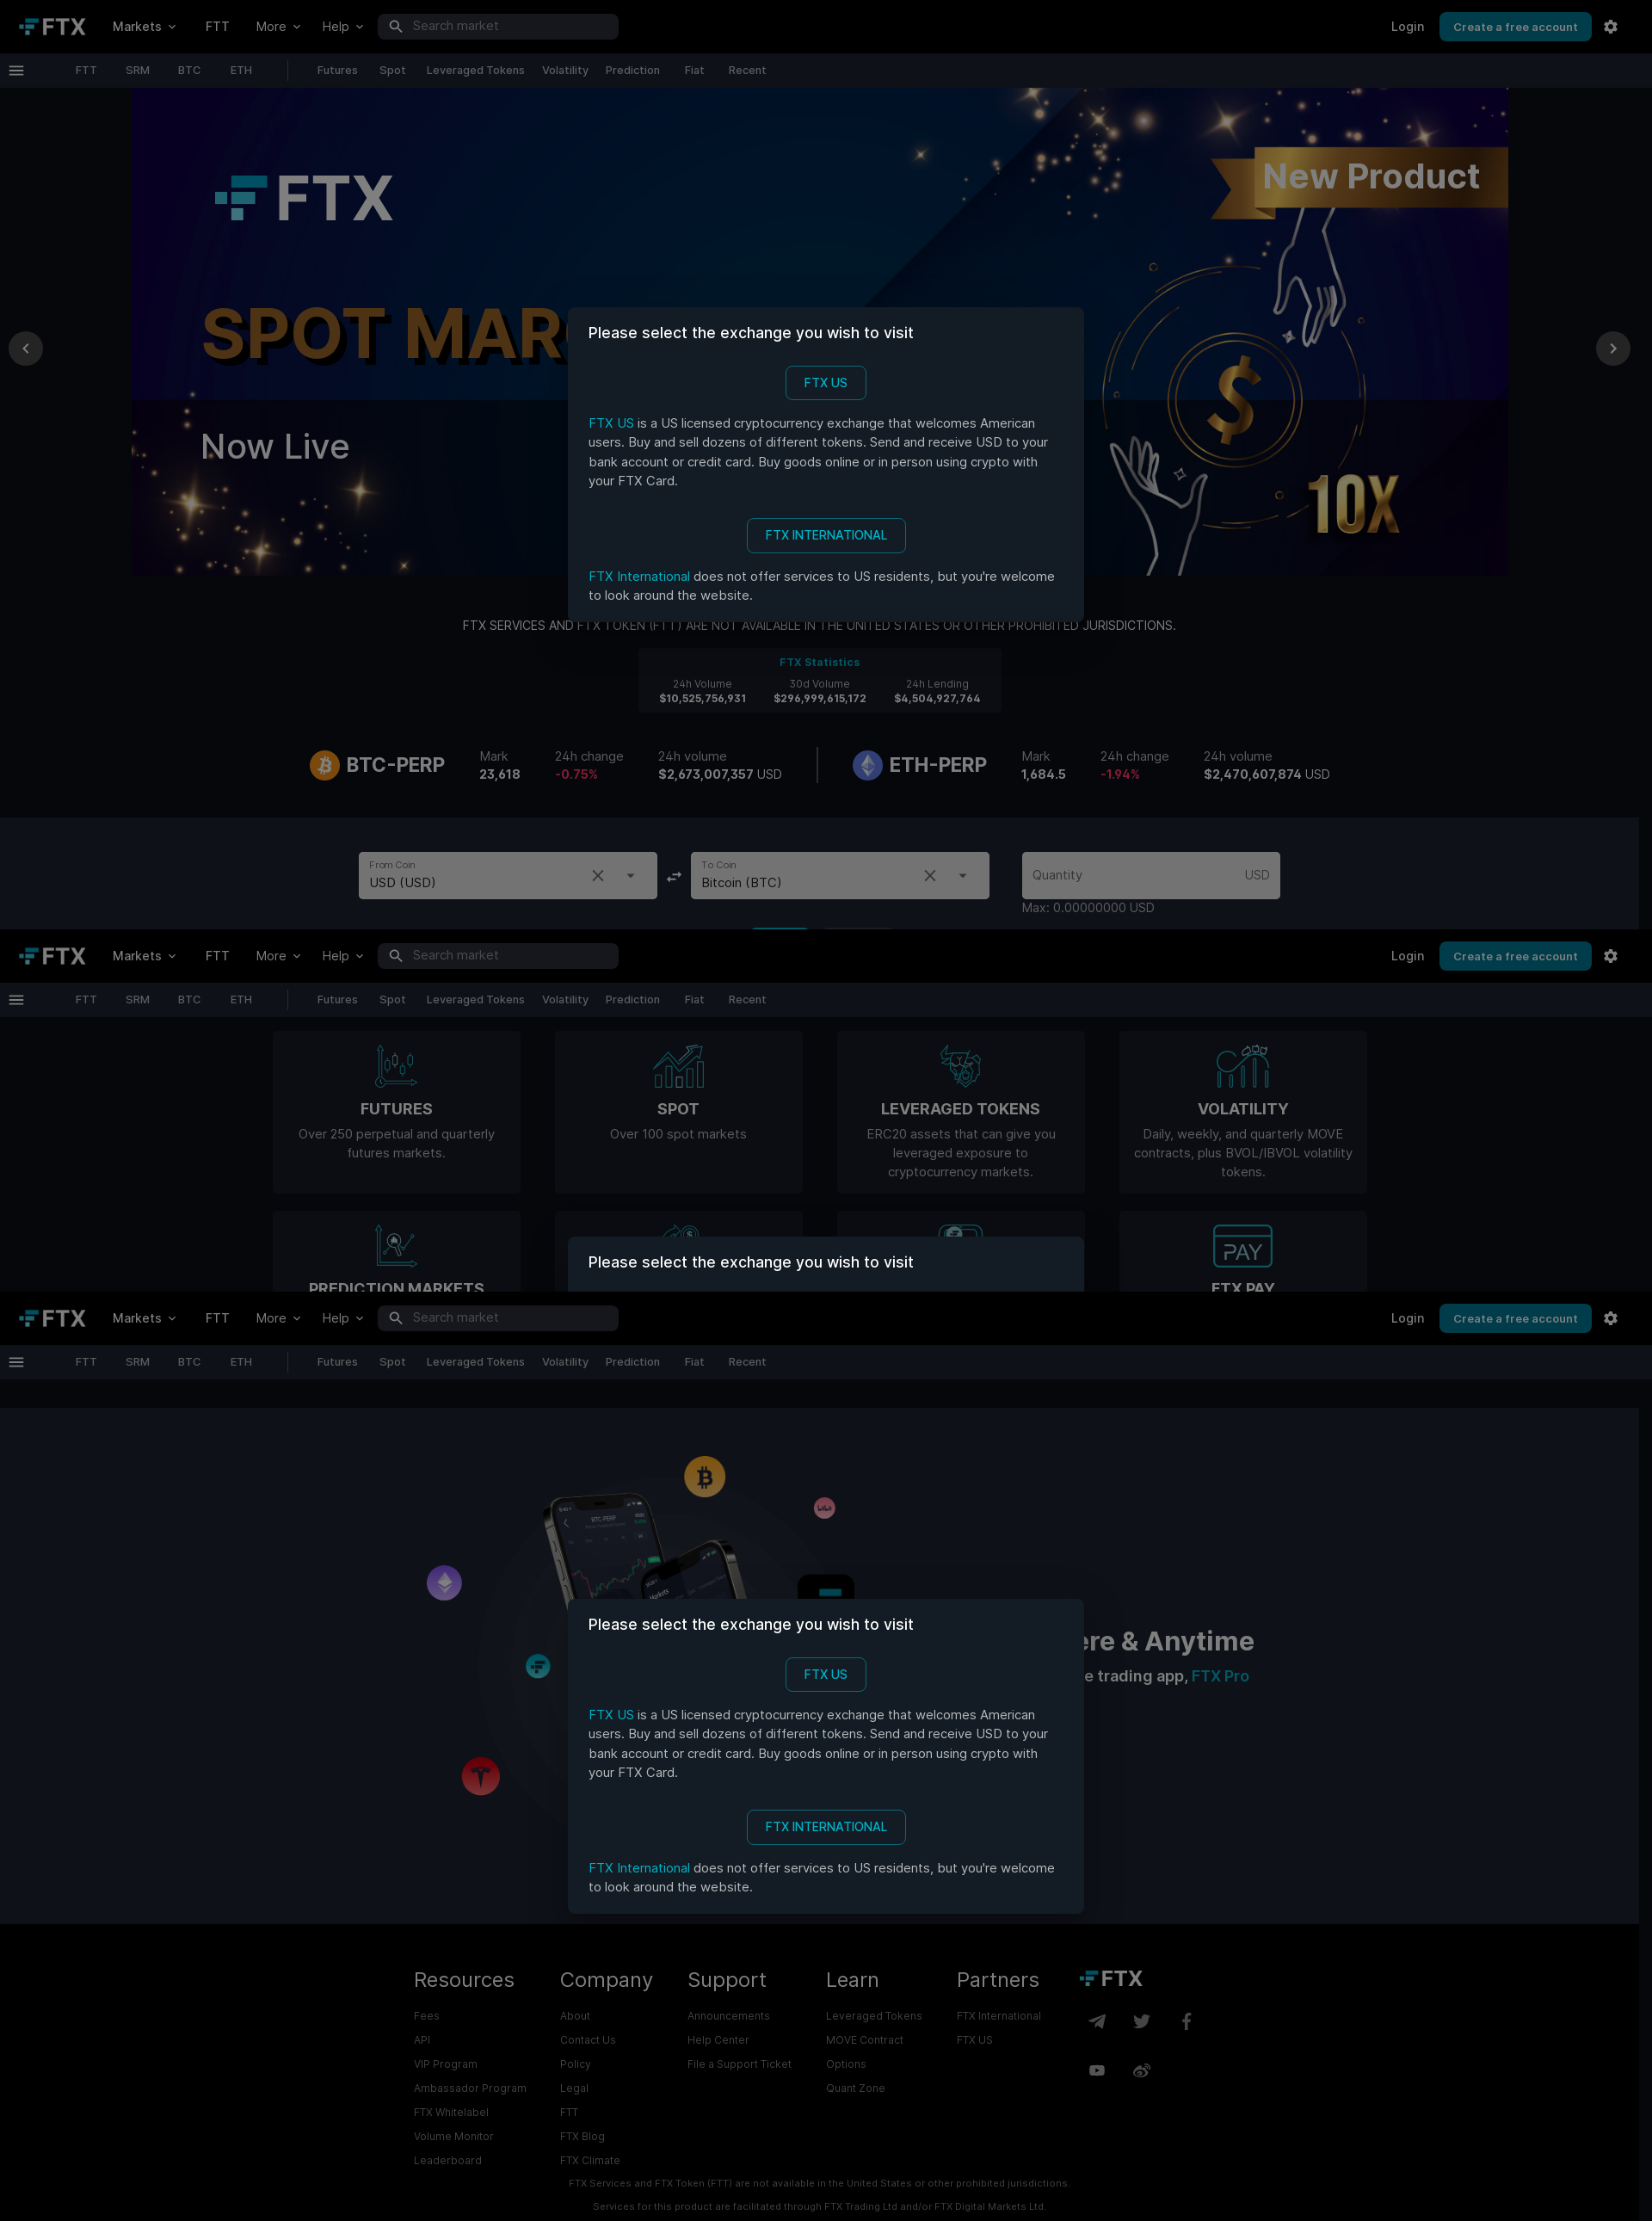 FTX Markets FTT More Help Search market Login Create a free account
FTT SRM BTC ETH Futures Spot Leveraged Tokens Volatility Prediction Fiat Recent
FTX
New Product
SPOT
Now Live
10X
Please select the exchange you wish to visit
FTX US
FTX US is a US licensed cryptocurrency exchange that welcomes American
users. Buy and sell dozens of different tokens. Send and receive USD to your
bank account or credit card. Buy goods online or in person using crypto with
your FTX Card.
FTX INTERNATIONAL
FTX International does not offer services to US residents, but you're welcome
to look around the website.
FTX SERVICES AND FTX TOKEN (FTT) ARE NOT AVAILABLE IN THE UNITED STATES OR OTHER PROHIBITED JURISDICTIONS.
FTX Statistics
24h Volume 30d Volume 24h Lending
$10,525,756,931 $296,999,615,172 $4,504,927,764
BTC-PERP
Mark 24h change 24h volume
23,618 -0.75% $2,673,007,357 USD
ETH-PERP
Mark 24h change 24h volume
1,684.5 -1.94% $2,470,607,874 USD
From Coin
USD (USD)
To Coin
Bitcoin (BTC)
Quantity USD
Max: 0.00000000 USD
FTX Markets FTT More Help Search market Login Create a free account
FTT SRM BTC ETH Futures Spot Leveraged Tokens Volatility Prediction Fiat Recent
FUTURES
Over 250 perpetual and quarterly
futures markets.
SPOT
Over 100 spot markets
LEVERAGED TOKENS
ERC20 assets that can give you
leveraged exposure to
cryptocurrency markets.
VOLATILITY
Daily, weekly, and quarterly MOVE
contracts, plus BVOL/IBVOL volatility
tokens.
PREDICTION MARKETS
PAY
FTX PAY
Please select the exchange you wish to visit
FTX Markets FTT More Help Search market Login Create a free account
FTT SRM BTC ETH Futures Spot Leveraged Tokens Volatility Prediction Fiat Recent
BTC-PERP
Markets
Please select the exchange you wish to visit
FTX US
FTX US is a US licensed cryptocurrency exchange that welcomes American
users. Buy and sell dozens of different tokens. Send and receive USD to your
bank account or credit card. Buy goods online or in person using crypto with
your FTX Card.
FTX INTERNATIONAL
FTX International does not offer services to US residents, but you're welcome
to look around the website.
& Anytime
trading app, FTX Pro
Resources
Fees
API
VIP Program
Ambassador Program
FTX Whitelabel
Volume Monitor
Leaderboard
Company
About
Contact Us
Policy
Legal
FTT
FTX Blog
FTX Climate
Support
Announcements
Help Center
File a Support Ticket
Learn
Leveraged Tokens
MOVE Contract
Options
Quant Zone
Partners
FTX International
FTX US
FTX
FTX Services and FTX Token (FTT) are not available in the United States or other prohibited jurisdictions.
Services for this product are facilitated through FTX Trading Ltd and/or FTX Digital Markets Ltd.